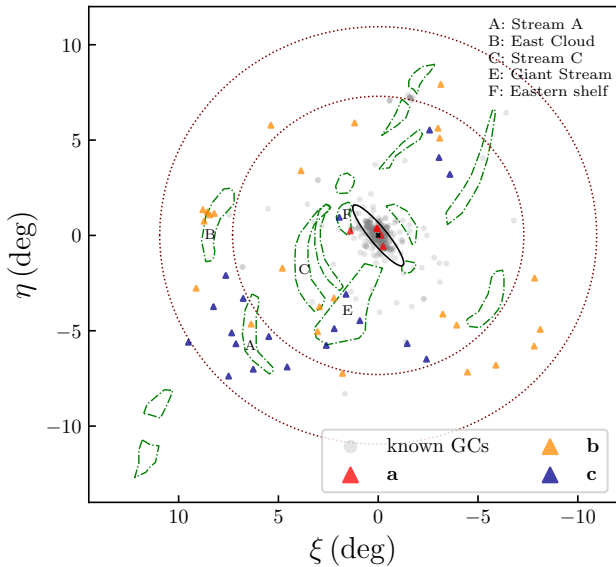 A: Stream A
B: East Cloud
C: Stream C
E: Giant Stream
F: Eastern shelf
10
5
0
−5
−10
η (deg)
F
B
C
E
A
known GCs
a
b
c
10
5
0
−5
−10
ξ (deg)